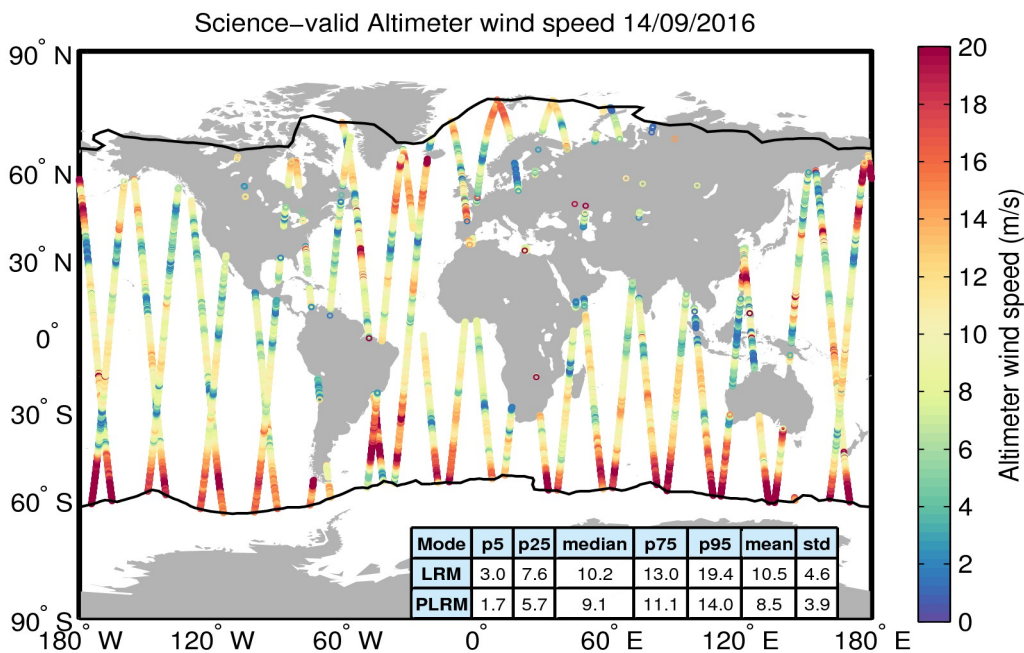 Science−valid Altimeter wind speed 14/09/2016
90° N
60° N
30° N
0°
30° S
60° S
90° S
180° W
120° W
60° W
0°
60° E
120° E
180° E
Mode p5 p25 median p75 p95 mean std
LRM 3.0 7.6 10.2 13.0 19.4 10.5 4.6
PLRM 1.7 5.7 9.1 11.1 14.0 8.5 3.9
20
18
16
14
12
10
8
6
4
2
0
Altimeter wind speed (m/s)